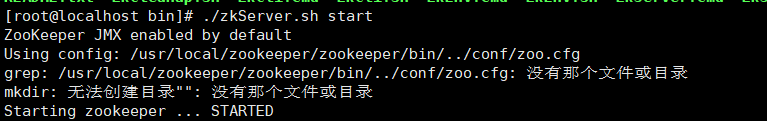 [root@localhost bin]# ./zkServer.sh start
ZooKeeper JMX enabled by default
Using config: /usr/local/zookeeper/zookeeper/bin/../conf/zoo.cfg
grep: /usr/local/zookeeper/zookeeper/bin/../conf/zoo.cfg: 没有那个文件或目录
mkdir: 无法创建目录"": 没有那个文件或目录
Starting zookeeper ... STARTED